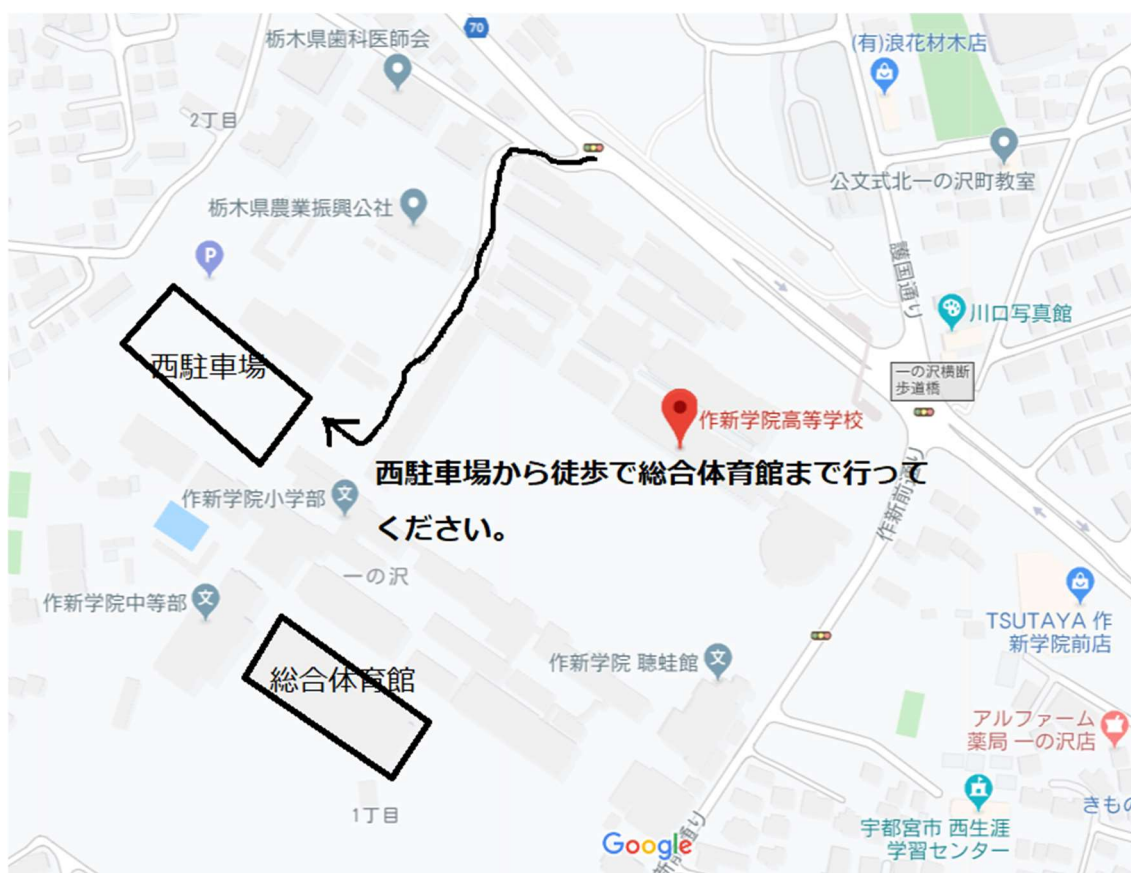 栃木県歯科医師会
70
(有)浪花材木店
2丁目
公文式北一の沢町教室
栃木県農業振興公社
P
護国通り
川口写真館
西駐車場
一の沢横断
歩道橋
作新学院高等学校
西駐車場から徒歩で総合体育館まで行って
ください。
作新学院小学部
文
作新前通り
一の沢
作新学院中等部
文
TSUTAYA 作
新学院前店
総合体育館
作新学院 聴蛙館
文
アルファーム
薬局 一の沢店
1丁目
きもの
宇都宮市 西生涯
学習センター
Google
新前通り